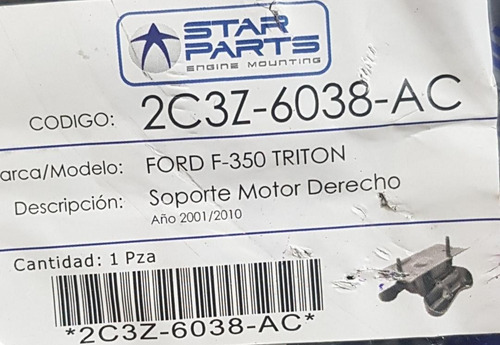 STAR
PARTS
ENGINE MOUNTING
CODIGO: 2C3Z-6038-AC
arca/Modelo: FORD F-350 TRITON
Descripción: Soporte Motor Derecho
Año 2001/2010
Cantidad: 1 Pza
*2C3Z-6038-AC*